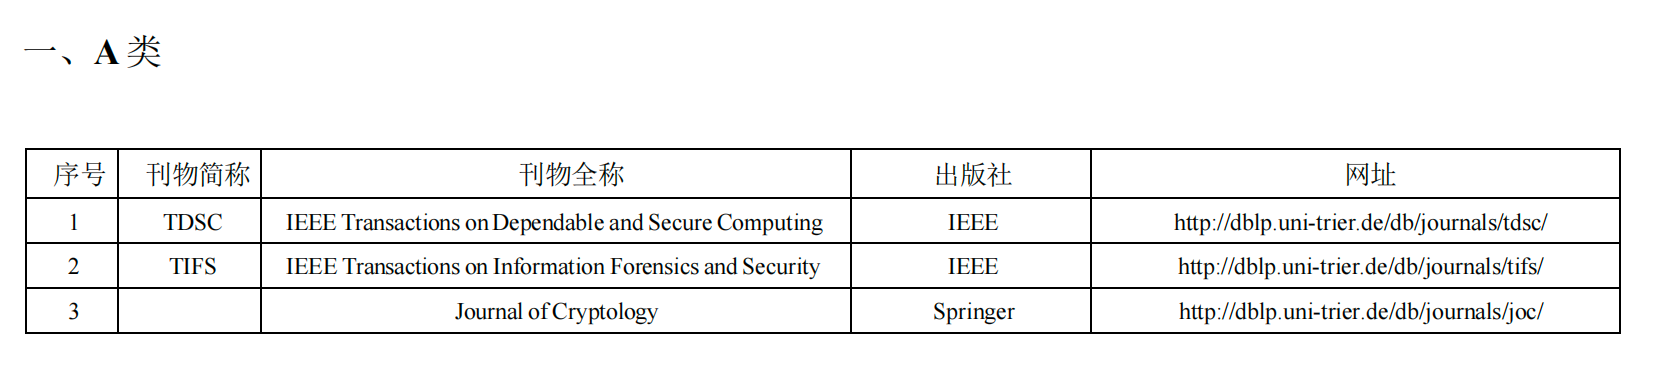 一、A 类
序号 刊物简称 刊物全称 出版社 网址
1 TDSC IEEE Transactions on Dependable and Secure Computing IEEE http://dblp.uni-trier.de/db/journals/tdsc/
2 TIFS IEEE Transactions on Information Forensics and Security IEEE http://dblp.uni-trier.de/db/journals/tifs/
3 Journal of Cryptology Springer http://dblp.uni-trier.de/db/journals/joc/